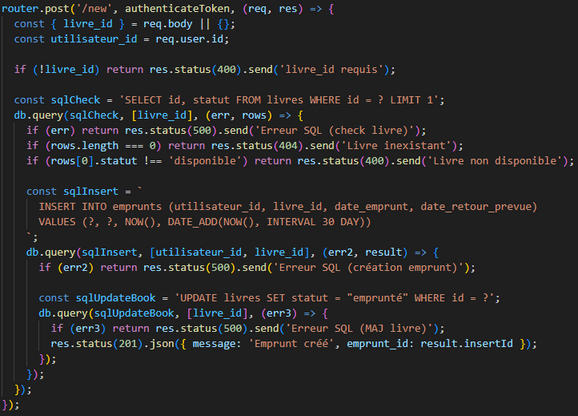 router.post('/new', authenticateToken, (req, res) => {
  const { livre_id } = req.body || {};
  const utilisateur_id = req.user.id;

  if (!livre_id) return res.status(400).send('livre_id requis');

  const sqlCheck = 'SELECT id, statut FROM livres WHERE id = ? LIMIT 1';
  db.query(sqlCheck, [livre_id], (err, rows) => {
    if (err) return res.status(500).send('Erreur SQL (check livre)');
    if (rows.length === 0) return res.status(404).send('Livre inexistant');
    if (rows[0].statut !== 'disponible') return res.status(400).send('Livre non disponible');

    const sqlInsert = `
      INSERT INTO emprunts (utilisateur_id, livre_id, date_emprunt, date_retour_prevue)
      VALUES (?, ?, NOW(), DATE_ADD(NOW(), INTERVAL 30 DAY))
    `;
    db.query(sqlInsert, [utilisateur_id, livre_id], (err2, result) => {
      if (err2) return res.status(500).send('Erreur SQL (création emprunt)');

      const sqlUpdateBook = 'UPDATE livres SET statut = "emprunté" WHERE id = ?';
      db.query(sqlUpdateBook, [livre_id], (err3) => {
        if (err3) return res.status(500).send('Erreur SQL (MAJ livre)');
        res.status(201).json({ message: 'Emprunt créé', emprunt_id: result.insertId });
      });
    });
  });
});